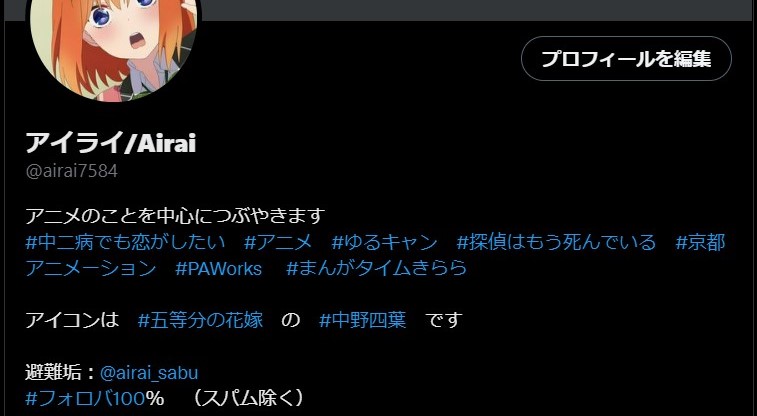 プロフィールを編集
アイライ/Airai
@airai7584
アニメのことを中心につぶやきます
#中二病でも恋がしたい　#アニメ　#ゆるキャン　#探偵はもう死んでいる　#京都
アニメーション　#PAWorks　 #まんがタイムきらら
アイコンは　#五等分の花嫁　の　#中野四葉　です
避難垢：@airai_sabu
#フォロバ100%　（スパム除く）